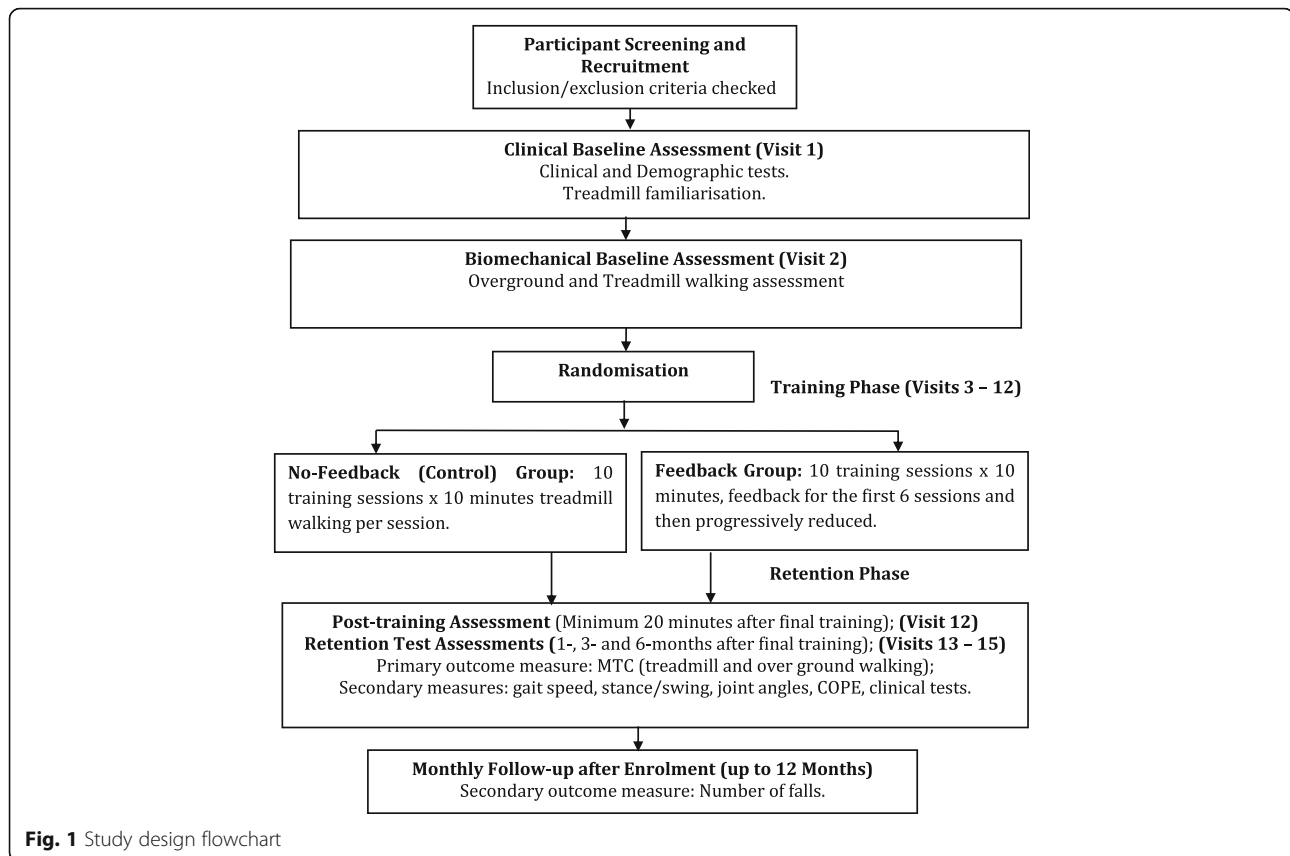 Participant Screening and
Recruitment
Inclusion/exclusion criteria checked
Clinical Baseline Assessment (Visit 1)
Clinical and Demographic tests.
Treadmill familiarisation.
Biomechanical Baseline Assessment (Visit 2)
Overground and Treadmill walking assessment
Randomisation
Training Phase (Visits 3 – 12)
No-Feedback (Control) Group: 10
training sessions x 10 minutes treadmill
walking per session.
Feedback Group: 10 training sessions x 10
minutes, feedback for the first 6 sessions and
then progressively reduced.
Retention Phase
Post-training Assessment (Minimum 20 minutes after final training); (Visit 12)
Retention Test Assessments (1-, 3- and 6-months after final training); (Visits 13 – 15)
Primary outcome measure: MTC (treadmill and over ground walking);
Secondary measures: gait speed, stance/swing, joint angles, COPE, clinical tests.
Monthly Follow-up after Enrolment (up to 12 Months)
Secondary outcome measure: Number of falls.
Fig. 1 Study design flowchart